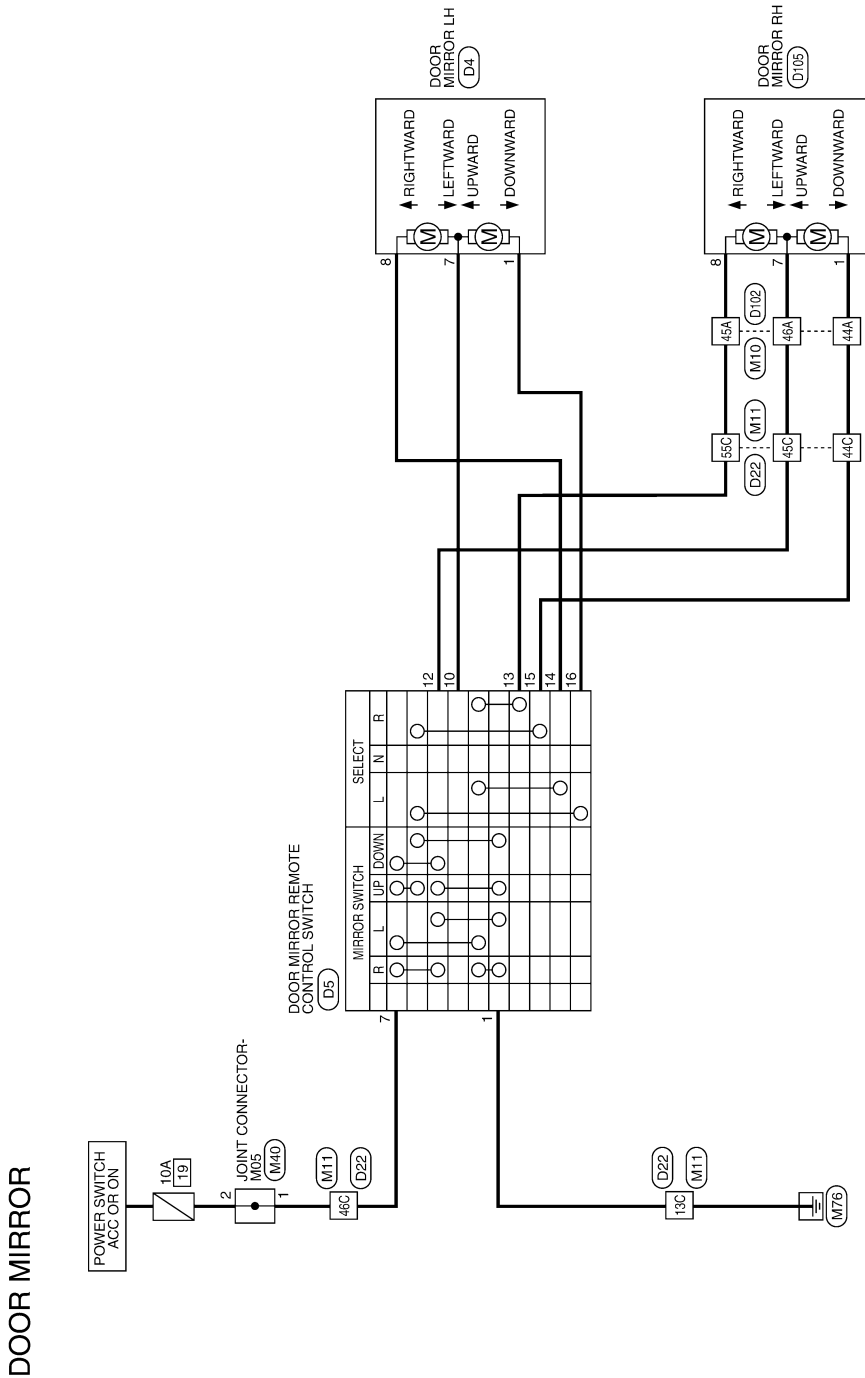 DOOR MIRROR
POWER SWITCH
ACC OR ON
10A
19
JOINT CONNECTOR-
M05
M40
2
1
M11
46C
D22
D22
13C
M11
M76
DOOR MIRROR REMOTE
CONTROL SWITCH
D5
MIRROR SWITCH
SELECT
R
L
UP
DOWN
L
N
R
7
1
12
10
13
15
14
16
DOOR
MIRROR LH
D4
RIGHTWARD
LEFTWARD
UPWARD
DOWNWARD
M
M
8
7
1
DOOR
MIRROR RH
D105
RIGHTWARD
LEFTWARD
UPWARD
DOWNWARD
M
M
8
7
1
45A
D102
M10
46A
44A
55C
M11
D22
45C
44C